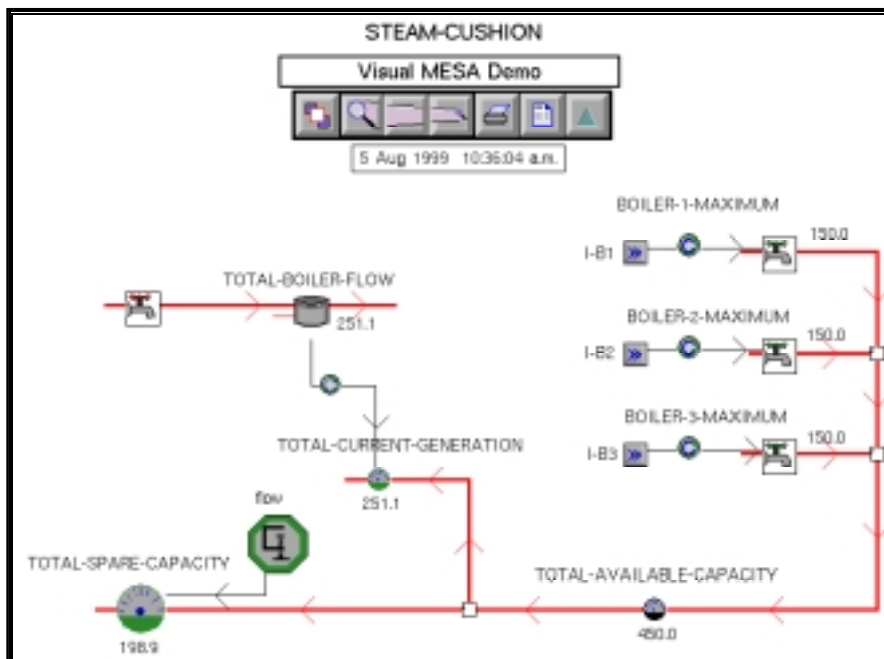 STEAM-CUSHION
Visual MESA Demo
5 Aug 1999 10:36:04 a.m.
BOILER-1-MAXIMUM
I-B1
150.0
TOTAL-BOILER-FLOW
251.1
BOILER-2-MAXIMUM
I-B2
150.0
BOILER-3-MAXIMUM
I-B3
150.0
TOTAL-CURRENT-GENERATION
251.1
flow
TOTAL-SPARE-CAPACITY
198.9
TOTAL-AVAILABLE-CAPACITY
450.0